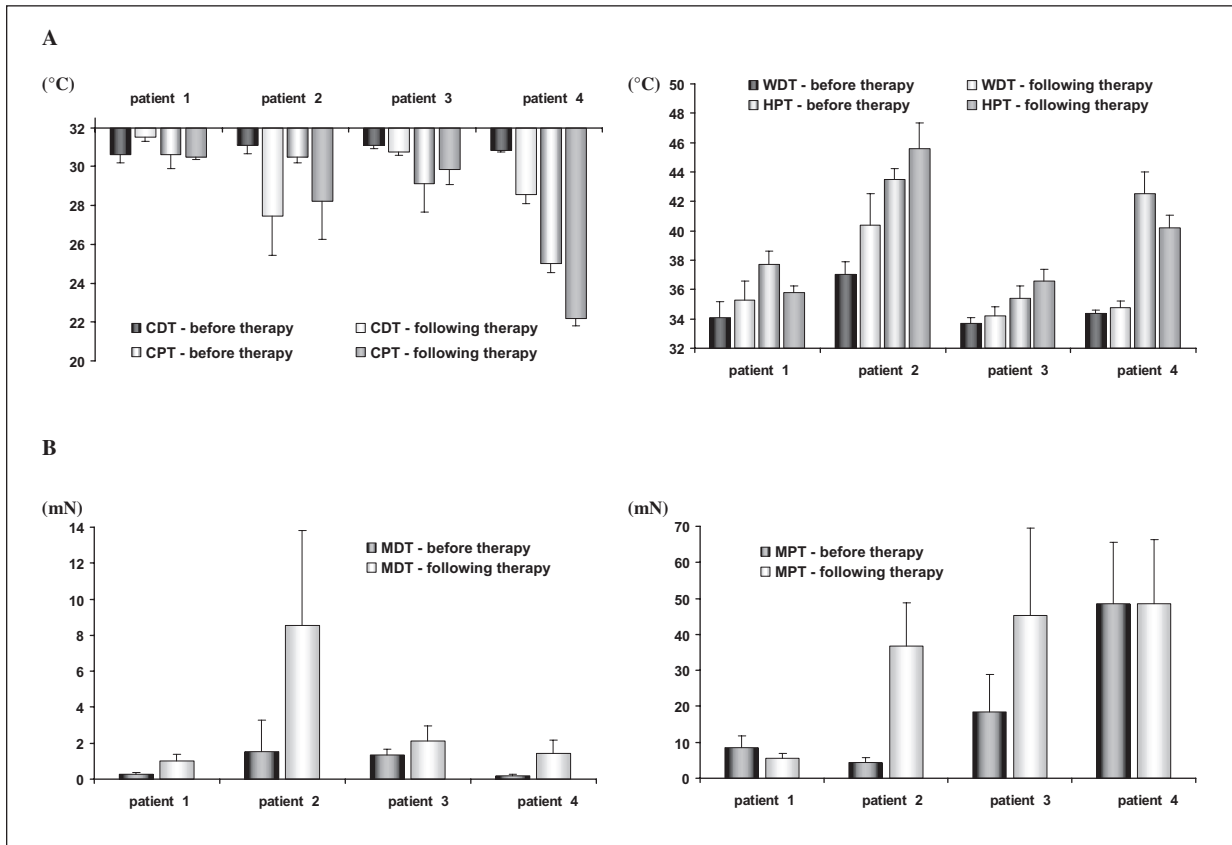 A
(°C)
patient 1 patient 2 patient 3 patient 4
32
30
28
26
24
22
20
CDT - before therapy CDT - following therapy
CPT - before therapy CPT - following therapy
(°C)
50
48
46
44
42
40
38
36
34
32
WDT - before therapy WDT - following therapy
HPT - before therapy HPT - following therapy
patient 1 patient 2 patient 3 patient 4
B
(mN)
14
12
10
8
6
4
2
0
MDT - before therapy
MDT - following therapy
patient 1 patient 2 patient 3 patient 4
(mN)
70
60
50
40
30
20
10
0
MPT - before therapy
MPT - following therapy
patient 1 patient 2 patient 3 patient 4